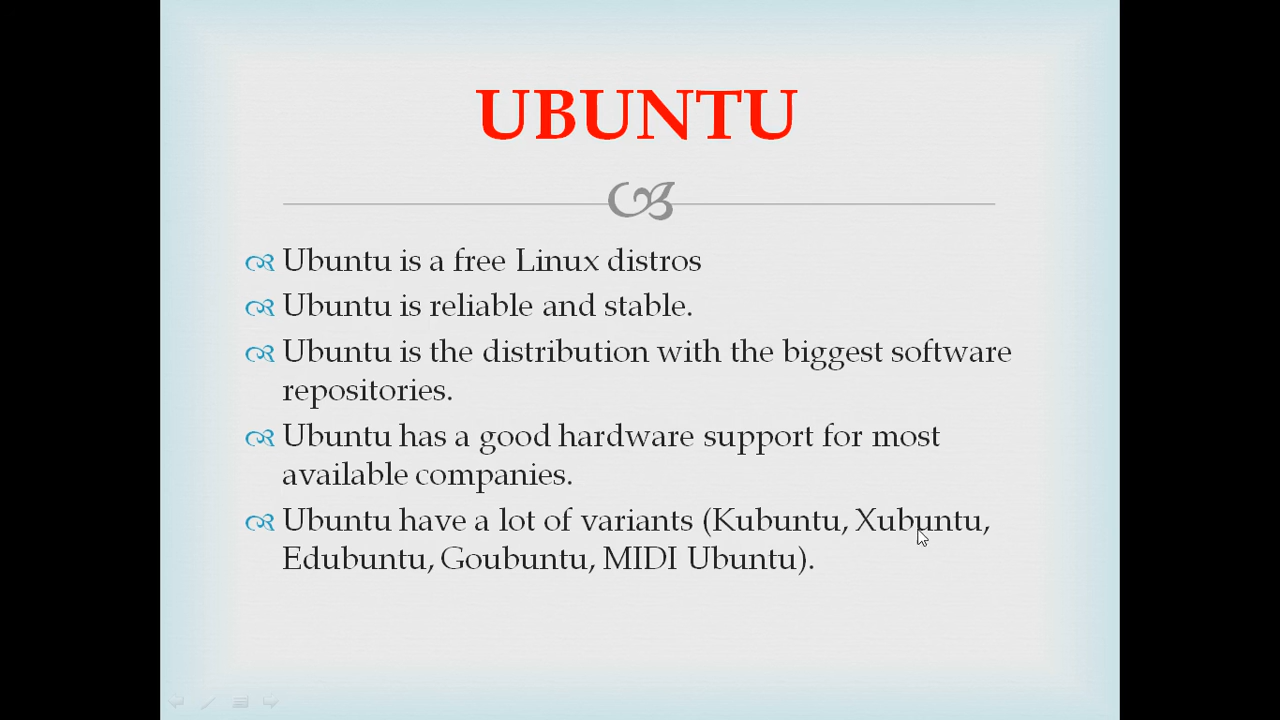 UBUNTU
Ubuntu is a free Linux distros
Ubuntu is reliable and stable.
Ubuntu is the distribution with the biggest software
repositories.
Ubuntu has a good hardware support for most
available companies.
Ubuntu have a lot of variants (Kubuntu, Xubuntu,
Edubuntu, Goubuntu, MIDI Ubuntu).